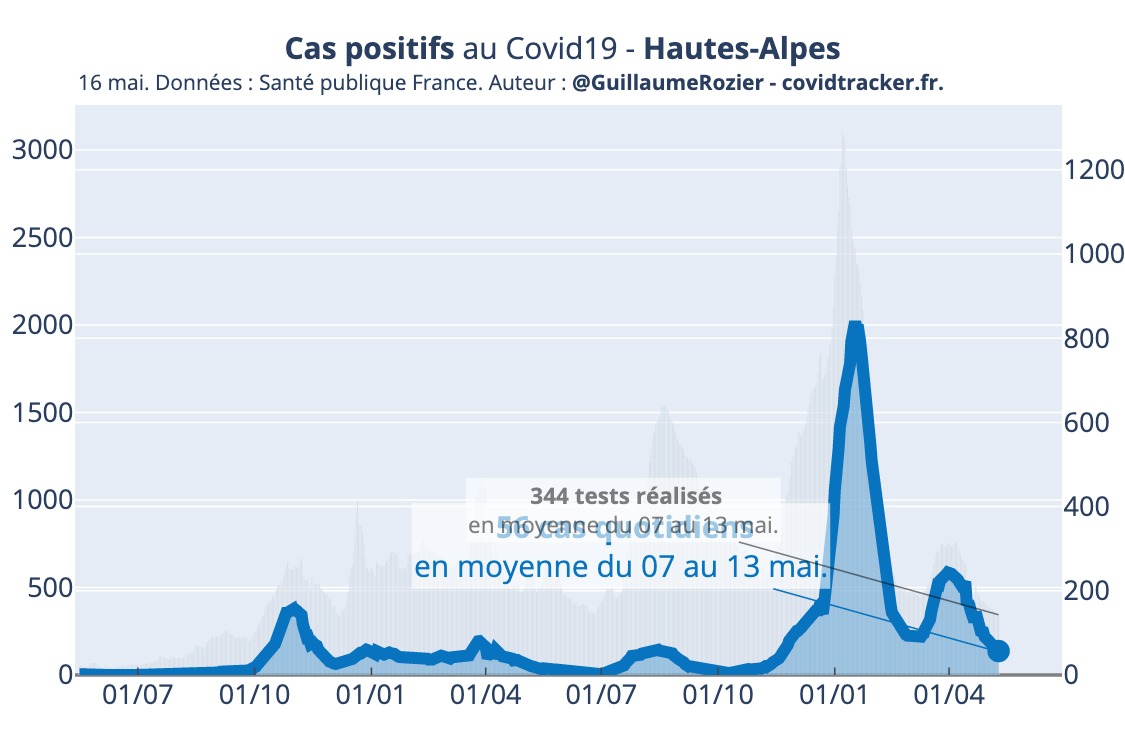 Cas positifs au Covid19 - Hautes-Alpes
16 mai. Données : Santé publique France. Auteur : @GuillaumeRozier - covidtracker.fr.
3000
2500
2000
1500
1000
500
0
1200
1000
800
600
400
200
0
344 tests réalisés
en moyenne du 07 au 13 mai.
56 cas quotidiens
en moyenne du 07 au 13 mai.
01/07 01/10 01/01 01/04 01/07 01/10 01/01 01/04